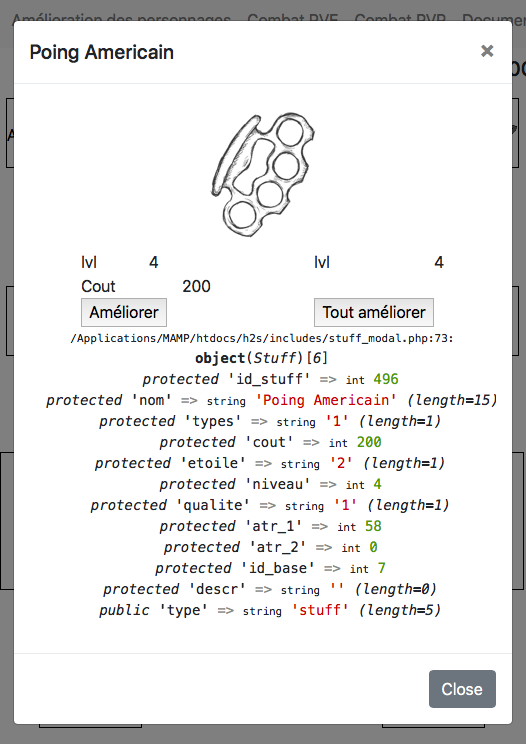 Amélioration des personnages Combat PVE Combat PVP Documen
Poing Americain ×
lvl 4 lvl 4
Cout 200
Améliorer Tout améliorer
/Applications/MAMP/htdocs/h2s/includes/stuff_modal.php:73:
object(Stuff)[6]
protected 'id_stuff' => int 496
protected 'nom' => string 'Poing Americain' (length=15)
protected 'types' => string '1' (length=1)
protected 'cout' => int 200
protected 'etoile' => string '2' (length=1)
protected 'niveau' => int 4
protected 'qualite' => string '1' (length=1)
protected 'atr_1' => int 58
protected 'atr_2' => int 0
protected 'id_base' => int 7
protected 'descr' => string '' (length=0)
public 'type' => string 'stuff' (length=5)
Close